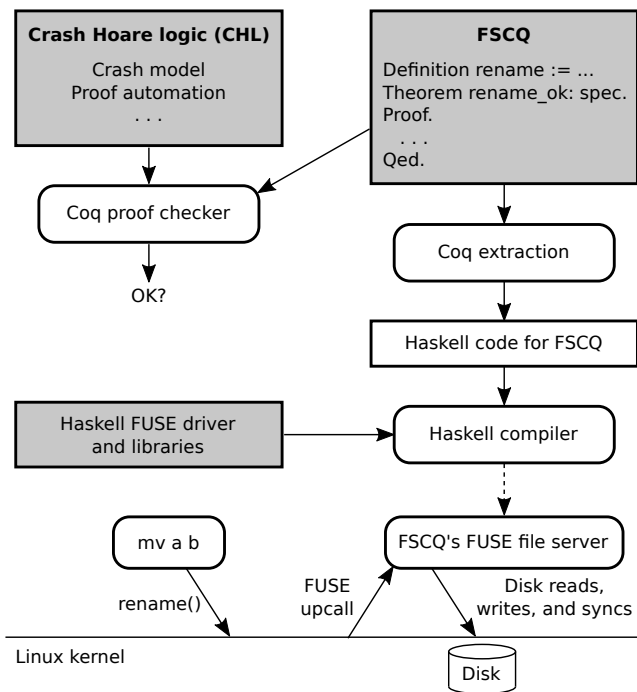 Crash Hoare logic (CHL)
Crash model
Proof automation
. . .
FSCQ
Definition rename := ...
Theorem rename_ok: spec.
Proof.
. . .
Qed.
Coq proof checker
OK?
Coq extraction
Haskell code for FSCQ
Haskell FUSE driver
and libraries
Haskell compiler
mv a b
FSCQ's FUSE file server
rename()
FUSE
upcall
Disk reads,
writes, and syncs
Linux kernel
Disk